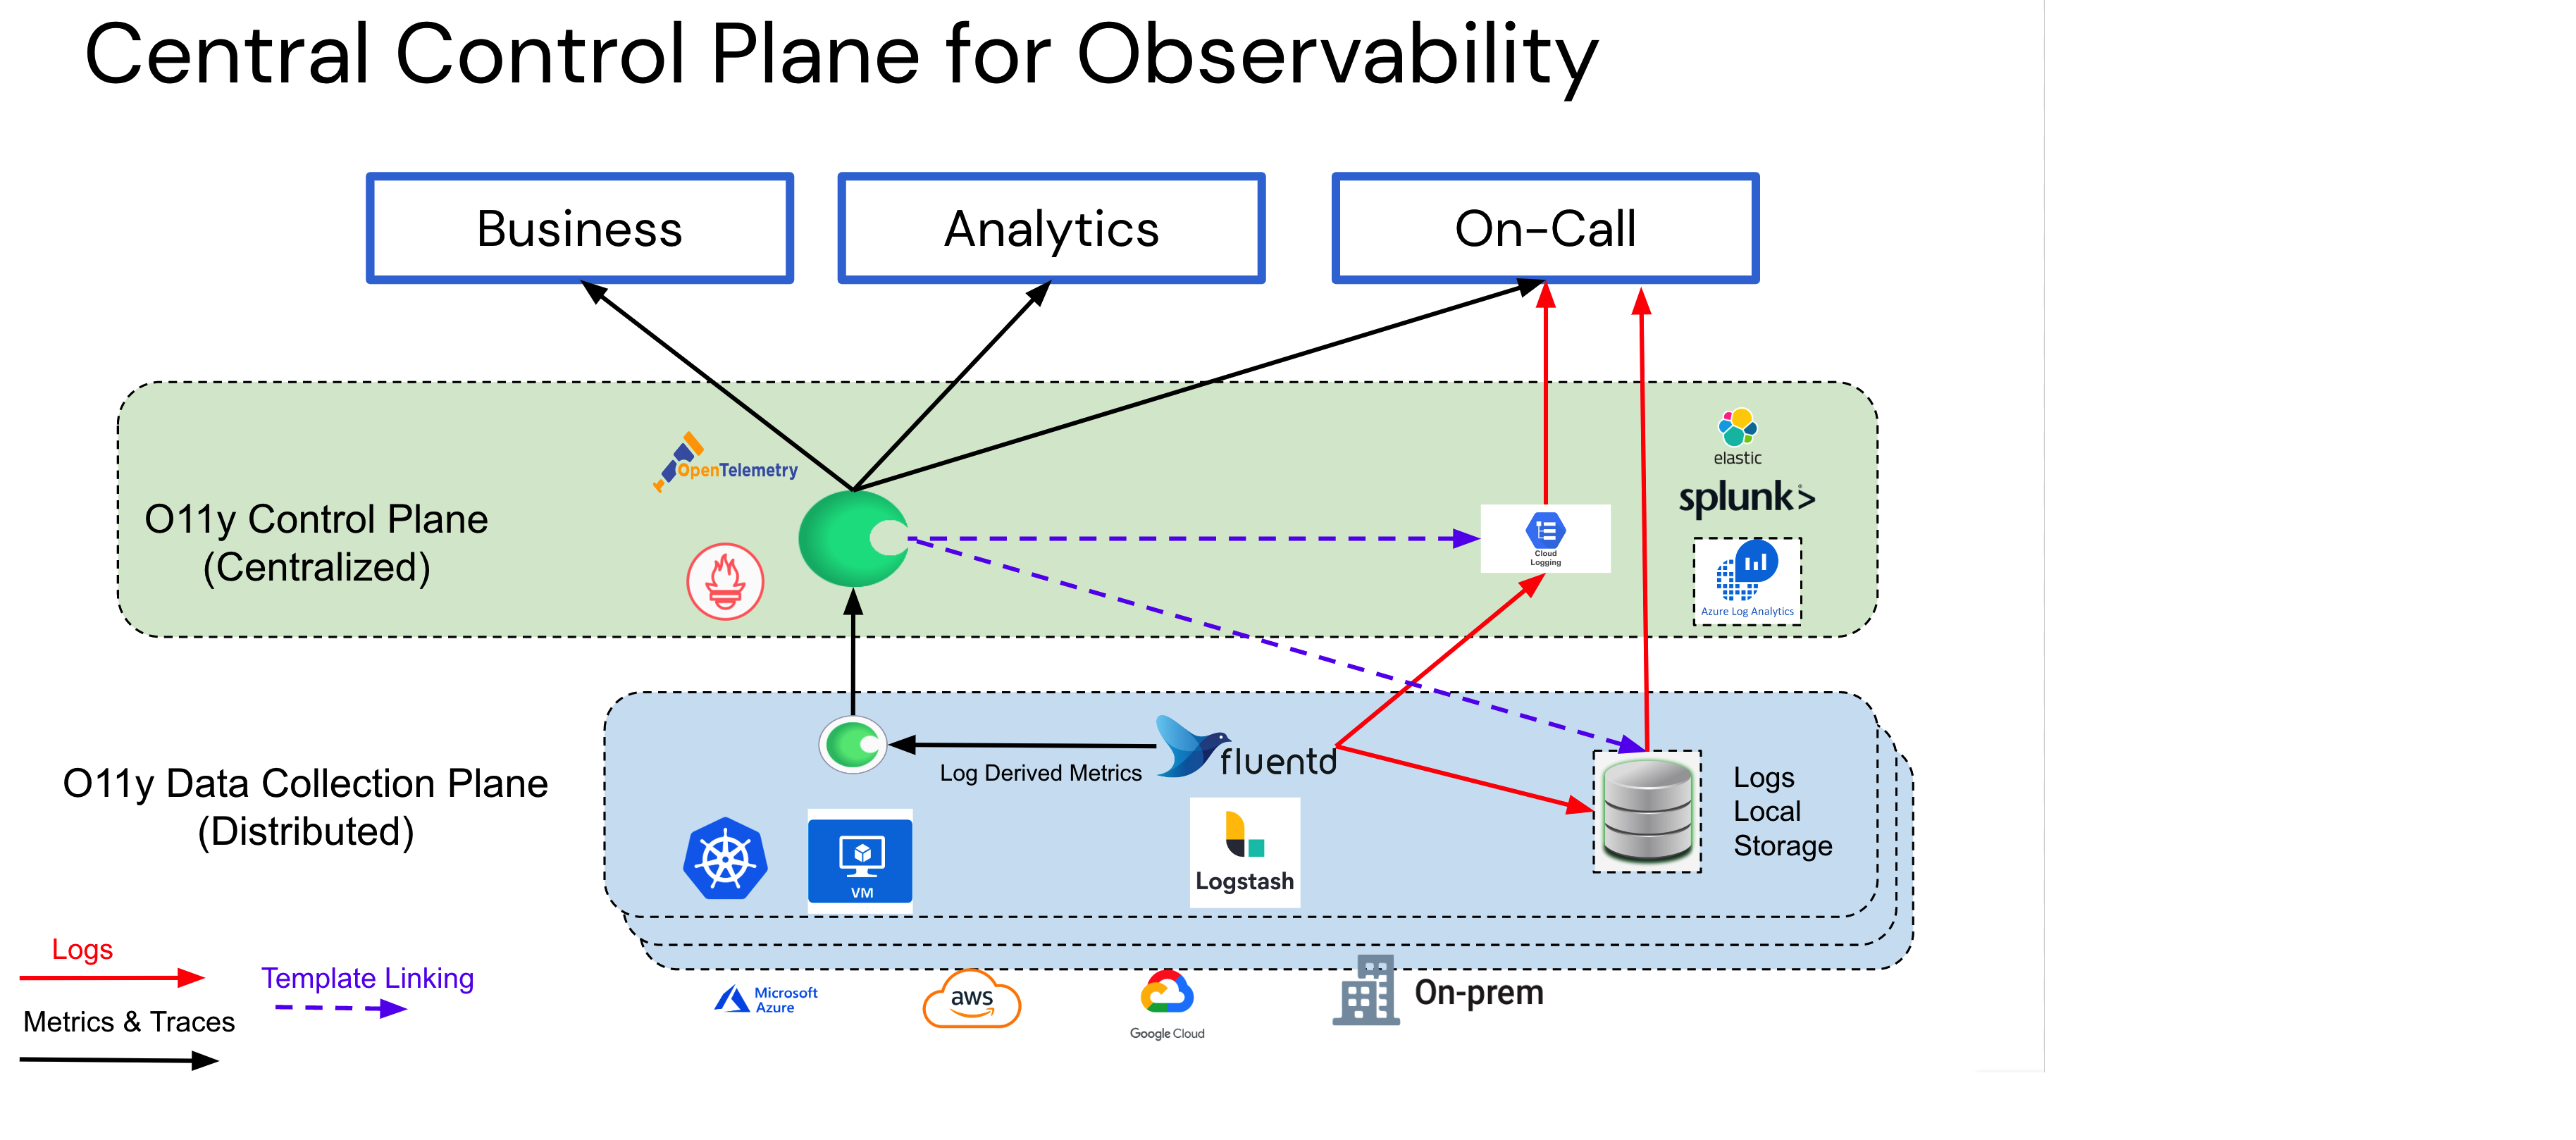 Central Control Plane for Observability
Business
Analytics
On-Call
OpenTelemetry
elastic
splunk>
O11y Control Plane
(Centralized)
Cloud
Logging
Azure Log Analytics
fluentd
Log Derived Metrics
O11y Data Collection Plane
(Distributed)
Logs
Local
Storage
VM
Logstash
Logs
Template Linking
Metrics & Traces
Microsoft
Azure
aws
Google Cloud
On-prem